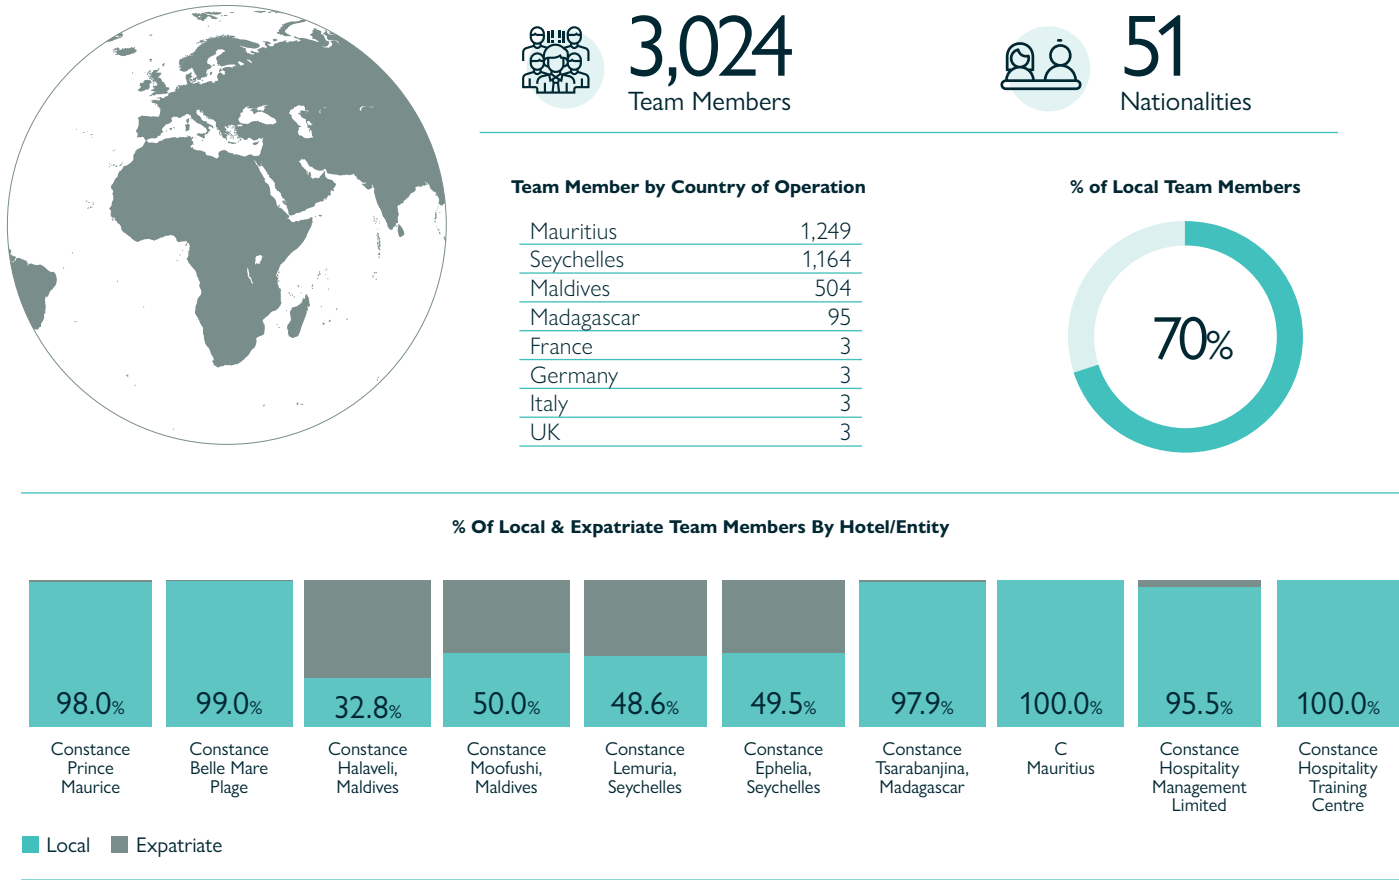 3,024
Team Members
51
Nationalities
Team Member by Country of Operation
Mauritius 1,249
Seychelles 1,164
Maldives 504
Madagascar 95
France 3
Germany 3
Italy 3
UK 3
% of Local Team Members
70%
% Of Local & Expatriate Team Members By Hotel/Entity
98.0%
Constance
Prince
Maurice
99.0%
Constance
Belle Mare
Plage
32.8%
Constance
Halaveli,
Maldives
50.0%
Constance
Moofushi,
Maldives
48.6%
Constance
Lemuria,
Seychelles
49.5%
Constance
Ephelia,
Seychelles
97.9%
Constance
Tsarabanjina,
Madagascar
100.0%
C
Mauritius
95.5%
Constance
Hospitality
Management
Limited
100.0%
Constance
Hospitality
Training
Centre
Local
Expatriate